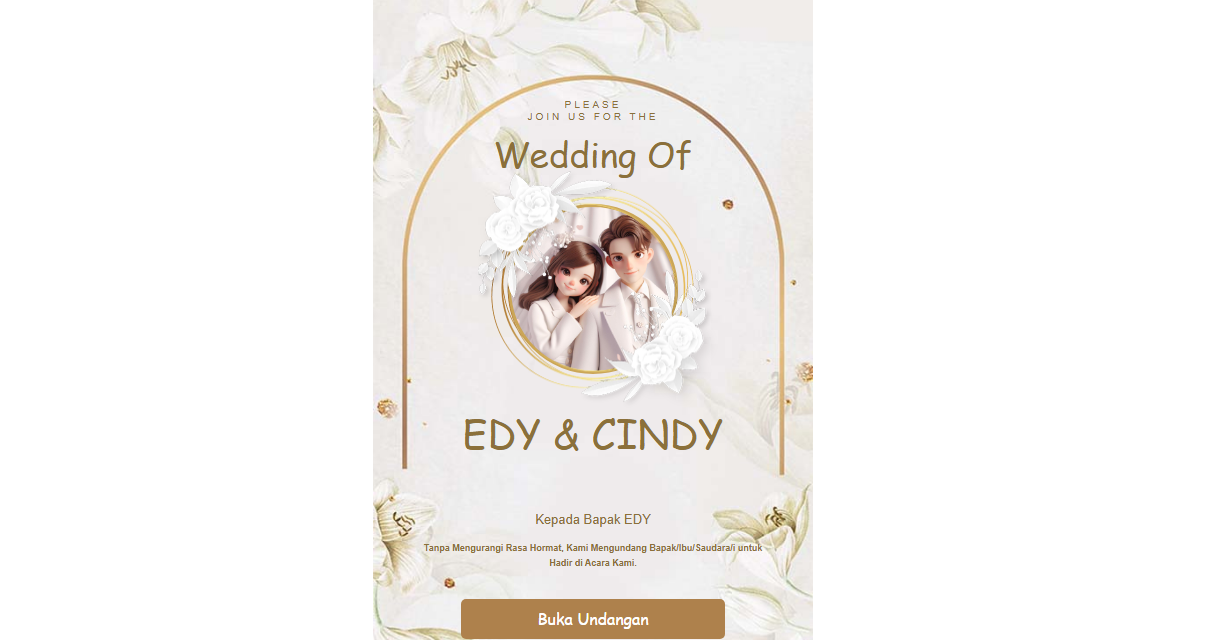 PLEASE
JOIN US FOR THE
Wedding Of
EDY & CINDY
Kepada Bapak EDY
Tanpa Mengurangi Rasa Hormat, Kami Mengundang Bapak/Ibu/Saudara/i untuk
Hadir di Acara Kami.
Buka Undangan